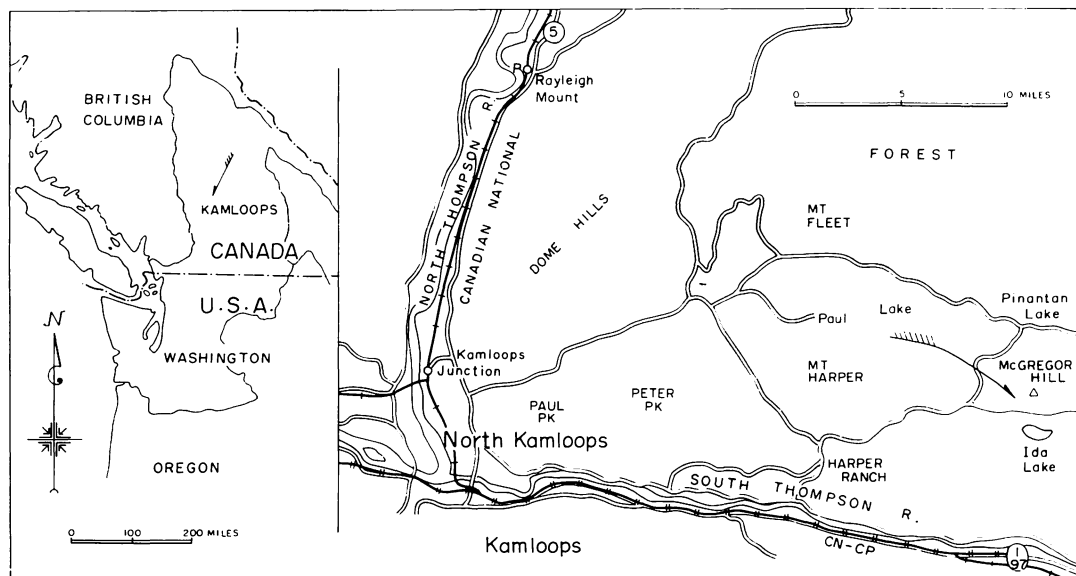 BRITISH
COLUMBIA
KAMLOOPS
CANADA
U.S.A.
WASHINGTON
OREGON
N
0 100 200 MILES
5
Rayleigh
Mount
0 5 10 MILES
NORTH THOMPSON R.
CANADIAN NATIONAL
DOME HILLS
FOREST
MT
FLEET
Paul Lake
Pinantan
Lake
Kamloops
Junction
MT
HARPER
McGREGOR
HILL
PAUL
PK
PETER
PK
North Kamloops
HARPER
RANCH
Ida
Lake
SOUTH THOMPSON R.
CN-CP
1
97
Kamloops